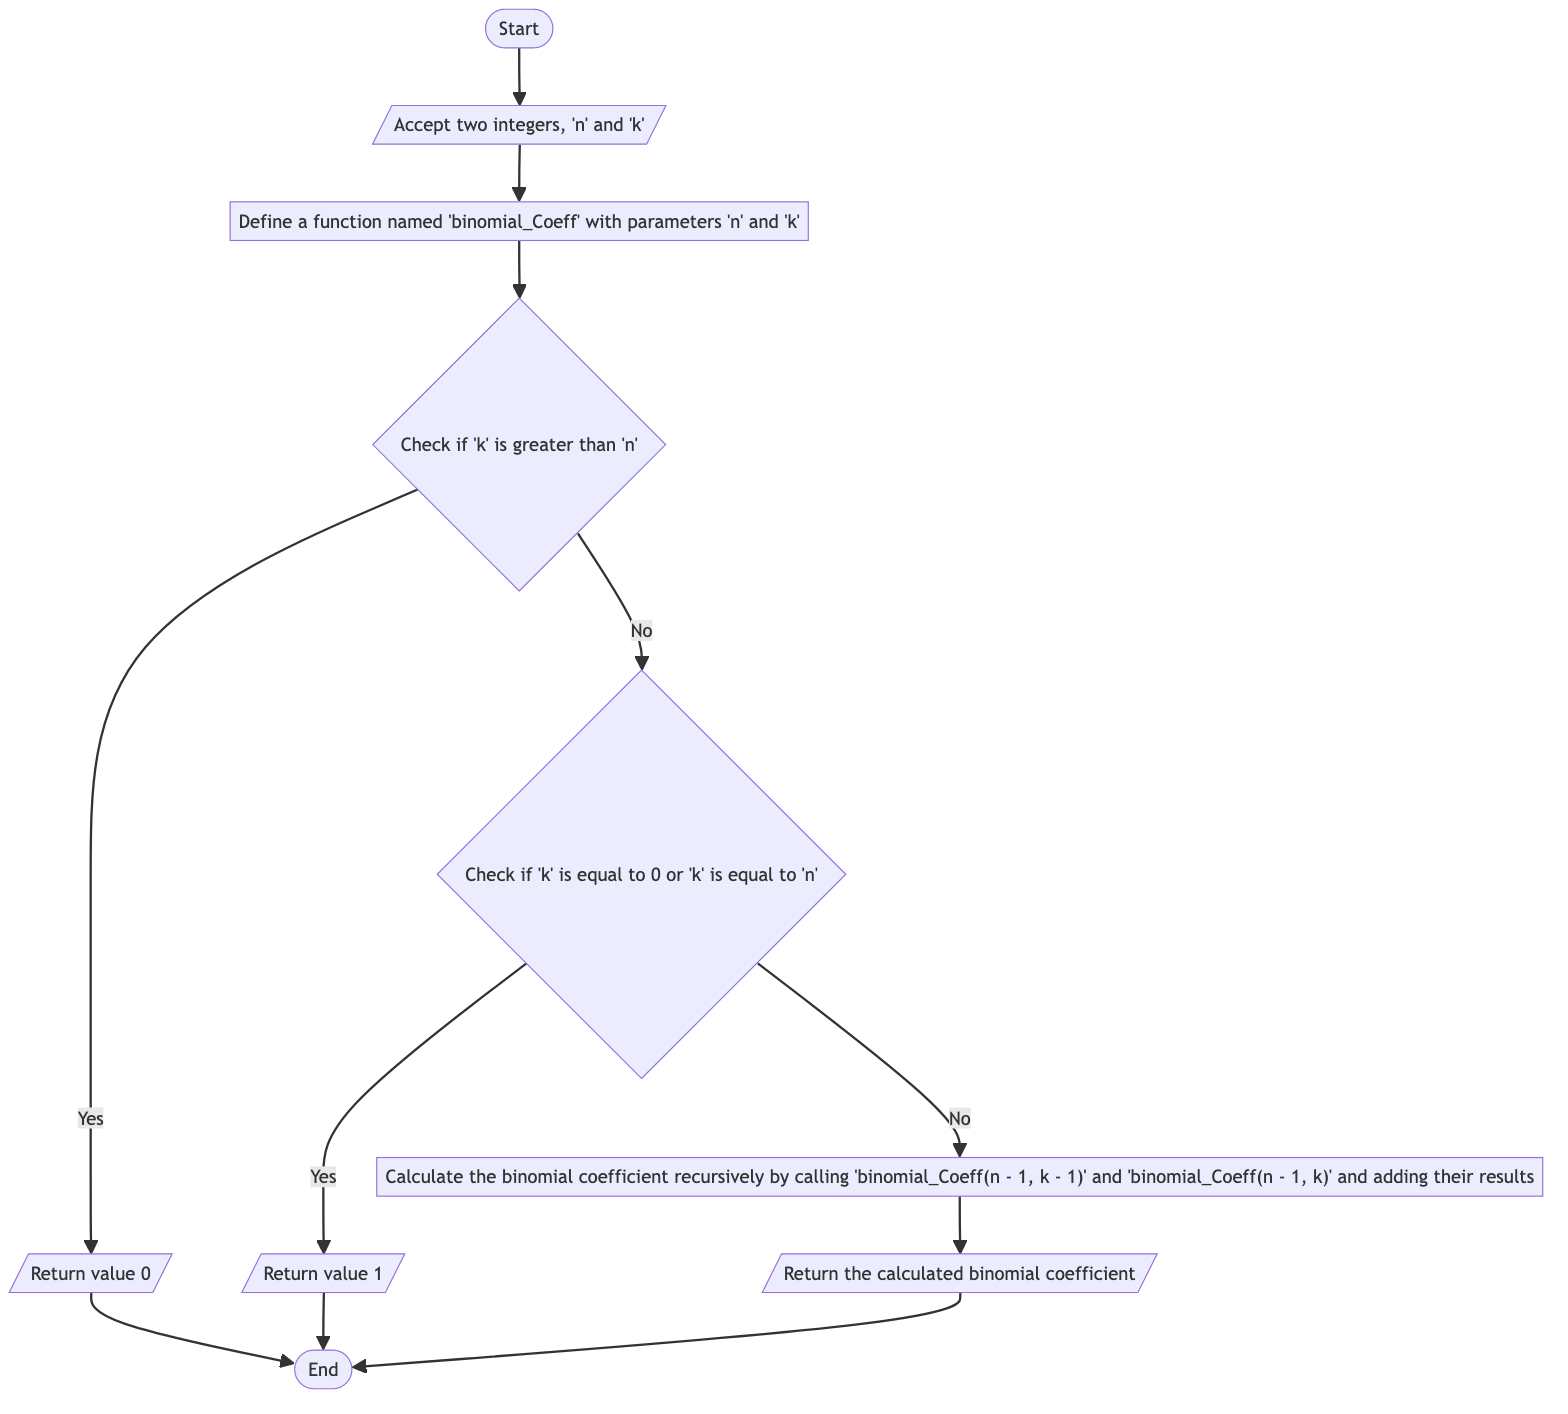 Start
Accept two integers, 'n' and 'k'
Define a function named 'binomial_Coeff' with parameters 'n' and 'k'
Check if 'k' is greater than 'n'
No
Check if 'k' is equal to 0 or 'k' is equal to 'n'
Yes
No
Yes
Calculate the binomial coefficient recursively by calling 'binomial_Coeff(n - 1, k - 1)' and 'binomial_Coeff(n - 1, k)' and adding their results
Return value 0
Return value 1
Return the calculated binomial coefficient
End